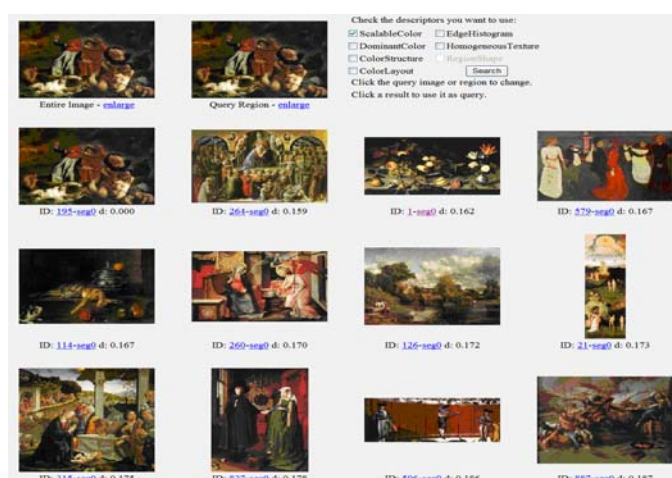 Check the descriptors you want to use:
ScalableColor EdgeHistogram
DominantColor HomogeneousTexture
ColorStructure RegionShape
ColorLayout Search
Click the query image or region to change.
Click a result to use it as query.
Entire Image - enlarge
Query Region - enlarge
ID: 195-seg0 d: 0.000
ID: 264-seg0 d: 0.159
ID: 1-seg0 d: 0.162
ID: 579-seg0 d: 0.167
ID: 114-seg0 d: 0.167
ID: 260-seg0 d: 0.170
ID: 126-seg0 d: 0.172
ID: 21-seg0 d: 0.173